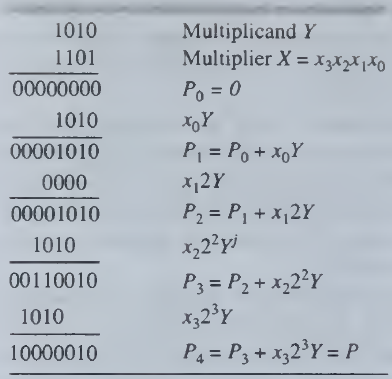 1010 Multiplicand Y
1101 Multiplier X = x₃x₂x₁x₀
00000000 P₀ = 0
1010 x₀Y
00001010 P₁ = P₀ + x₀Y
0000 x₁2Y
00001010 P₂ = P₁ + x₁2Y
1010 x₂2²Yʲ
00110010 P₃ = P₂ + x₂2²Y
1010 x₃2³Y
10000010 P₄ = P₃ + x₃2³Y = P